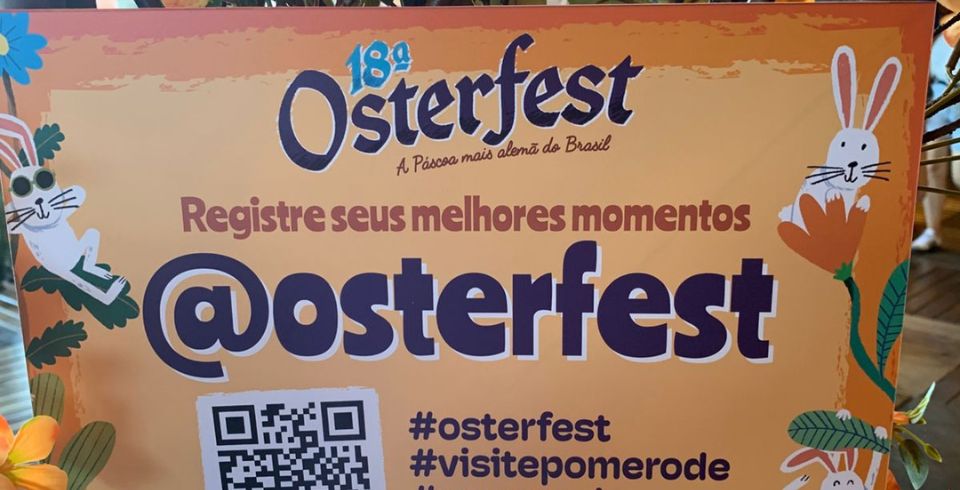 18ª
Osterfest
A Páscoa mais alemã do Brasil
Registre seus melhores momentos
@osterfest
#osterfest
#visitepomerode